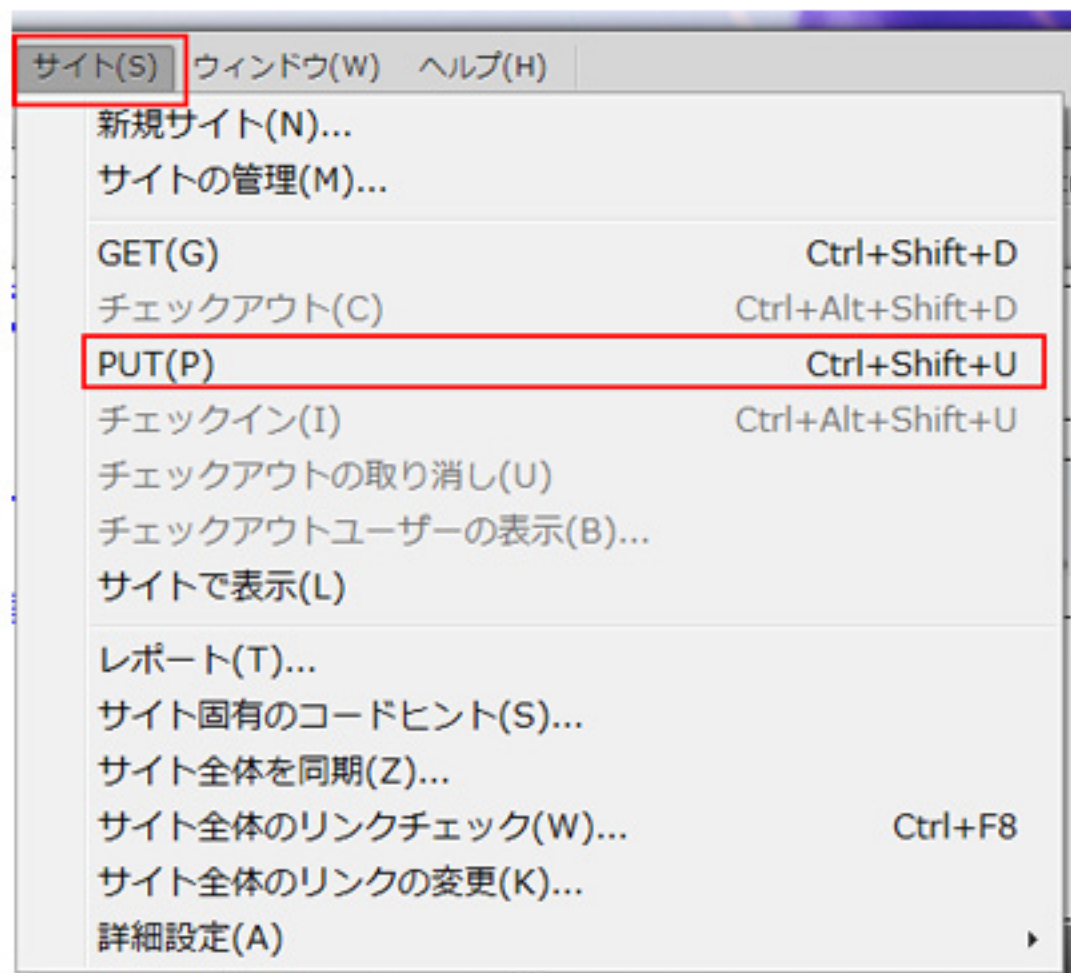 サイト(S) ウィンドウ(W) ヘルプ(H)
新規サイト(N)...
サイトの管理(M)...
GET(G) Ctrl+Shift+D
チェックアウト(C) Ctrl+Alt+Shift+D
PUT(P) Ctrl+Shift+U
チェックイン(I) Ctrl+Alt+Shift+U
チェックアウトの取り消し(U)
チェックアウトユーザーの表示(B)...
サイトで表示(L)
レポート(T)...
サイト固有のコードヒント(S)...
サイト全体を同期(Z)...
サイト全体のリンクチェック(W)... Ctrl+F8
サイト全体のリンクの変更(K)...
詳細設定(A)